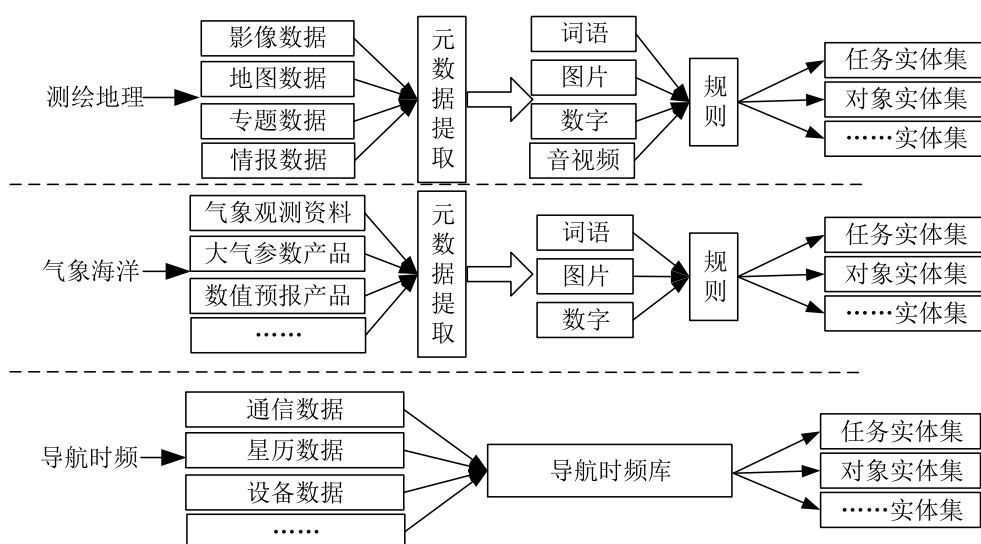 测绘地理
影像数据
地图数据
专题数据
情报数据
元数据提取
词语
图片
数字
音视频
规则
任务实体集
对象实体集
……实体集
气象海洋
气象观测资料
大气参数产品
数值预报产品
……
元数据提取
词语
图片
数字
规则
任务实体集
对象实体集
……实体集
导航时频
通信数据
星历数据
设备数据
……
导航时频库
任务实体集
对象实体集
……实体集